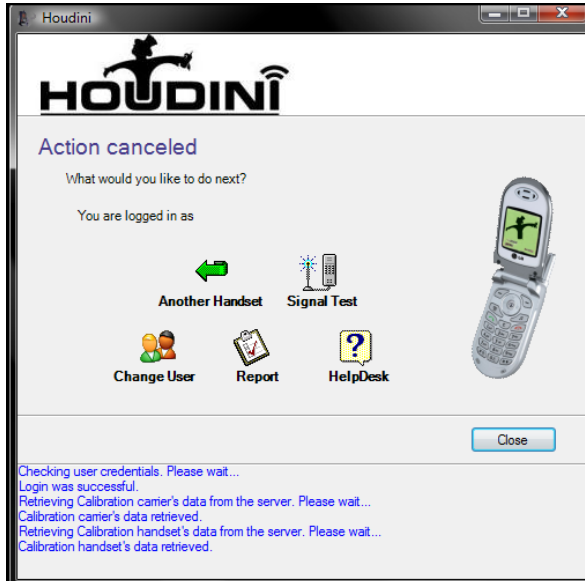 Houdini
HOUDINI
Action canceled
What would you like to do next?
You are logged in as
Another Handset
Signal Test
Change User
Report
HelpDesk
Close
Checking user credentials. Please wait...
Login was successful.
Retrieving Calibration carrier's data from the server. Please wait...
Calibration carrier's data retrieved.
Retrieving Calibration handset's data from the server. Please wait...
Calibration handset's data retrieved.